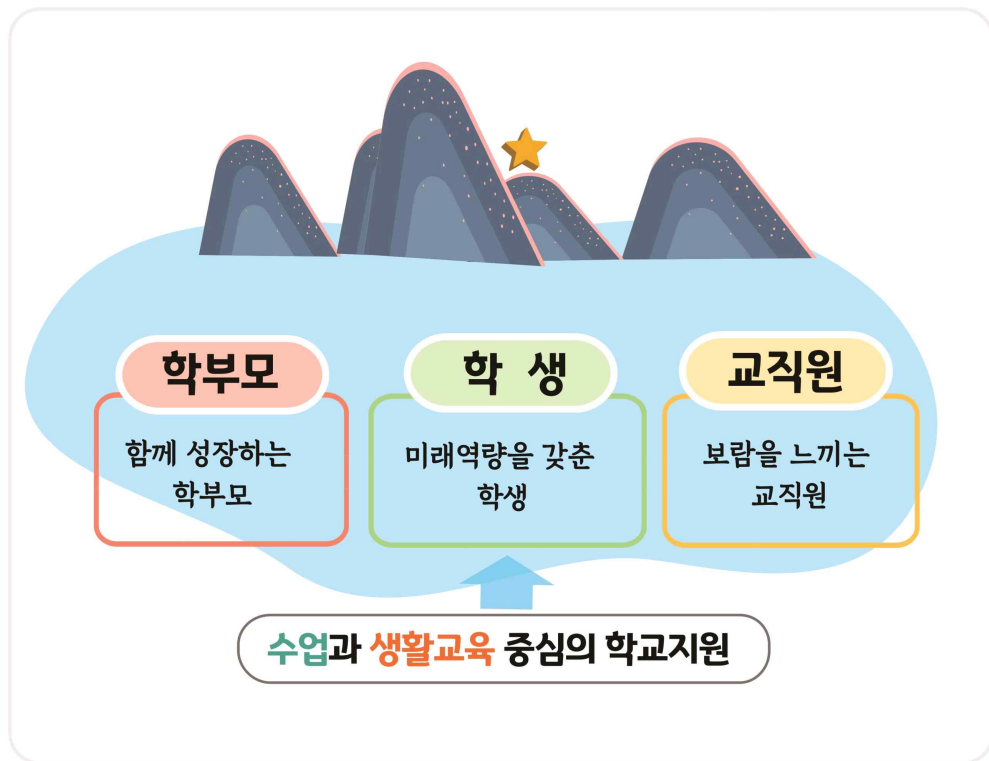 학부모
함께 성장하는
학부모
학 생
미래역량을 갖춘
학생
교직원
보람을 느끼는
교직원
수업과 생활교육 중심의 학교지원